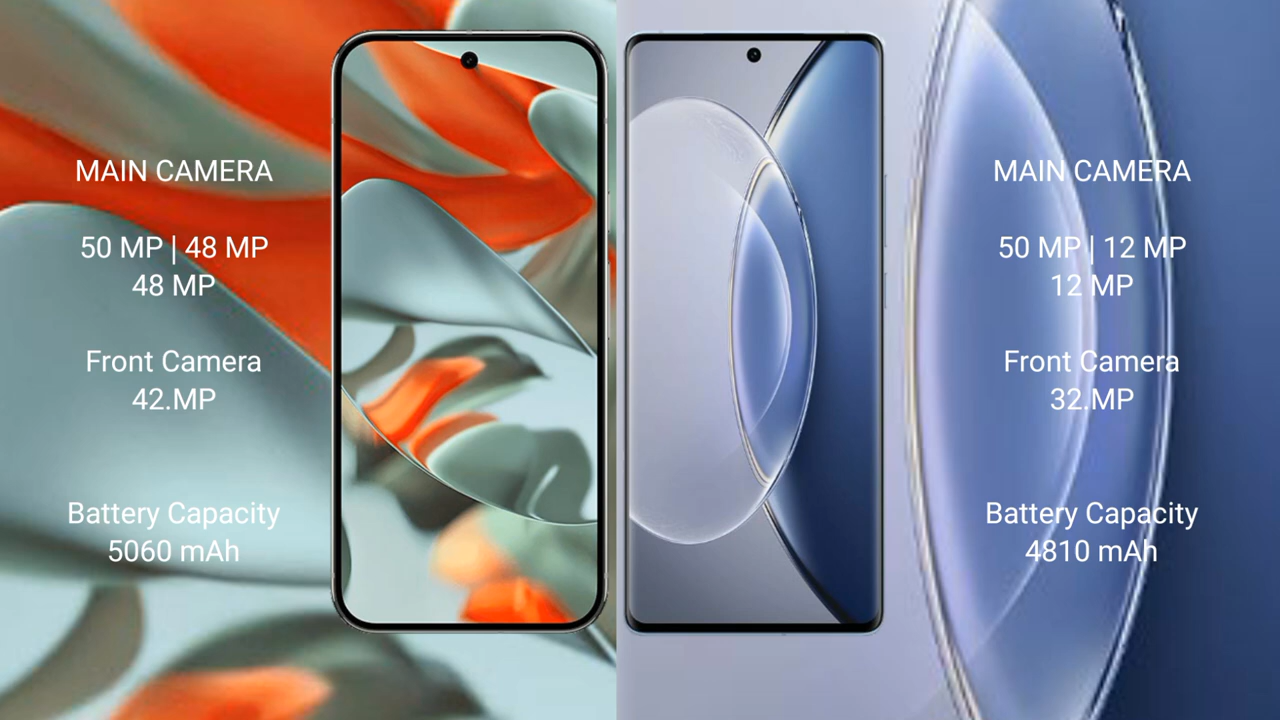 MAIN CAMERA
50 MP | 48 MP
48 MP
Front Camera
42.MP
Battery Capacity
5060 mAh
MAIN CAMERA
50 MP | 12 MP
12 MP
Front Camera
32.MP
Battery Capacity
4810 mAh